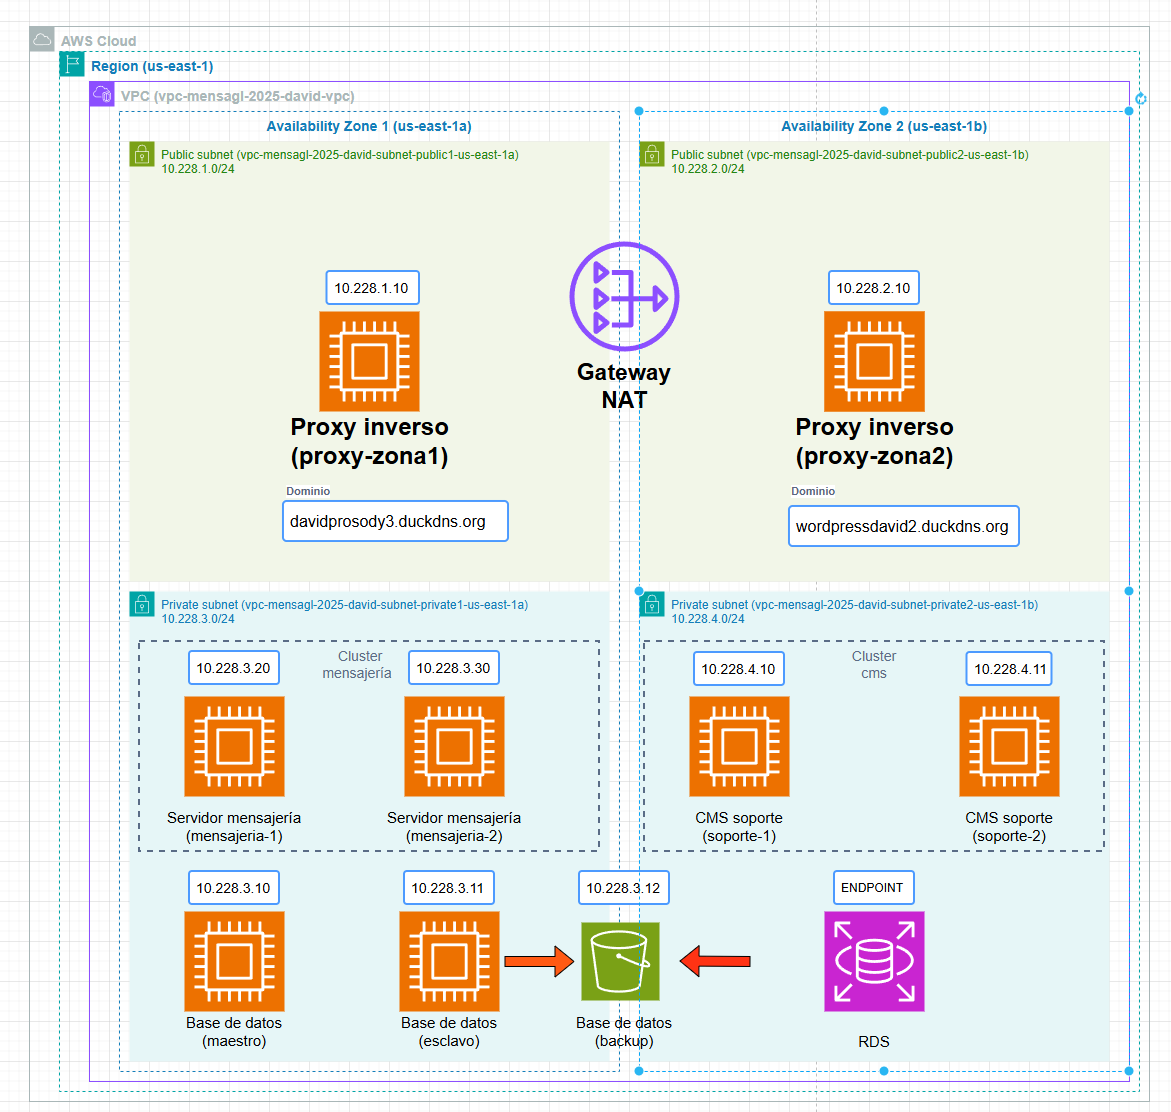 AWS Cloud
Region (us-east-1)
VPC (vpc-mensagl-2025-david-vpc)
Availability Zone 1 (us-east-1a)
Availability Zone 2 (us-east-1b)
Public subnet (vpc-mensagl-2025-david-subnet-public1-us-east-1a)
10.228.1.0/24
Public subnet (vpc-mensagl-2025-david-subnet-public2-us-east-1b)
10.228.2.0/24
10.228.1.10
10.228.2.10
Gateway
NAT
Proxy inverso
(proxy-zona1)
Proxy inverso
(proxy-zona2)
Dominio
davidprosody3.duckdns.org
Dominio
wordpressdavid2.duckdns.org
Private subnet (vpc-mensagl-2025-david-subnet-private1-us-east-1a)
10.228.3.0/24
Private subnet (vpc-mensagl-2025-david-subnet-private2-us-east-1b)
10.228.4.0/24
10.228.3.20
Cluster
mensajería
10.228.3.30
10.228.4.10
Cluster
cms
10.228.4.11
Servidor mensajería
(mensajeria-1)
Servidor mensajería
(mensajeria-2)
CMS soporte
(soporte-1)
CMS soporte
(soporte-2)
10.228.3.10
10.228.3.11
10.228.3.12
ENDPOINT
Base de datos
(maestro)
Base de datos
(esclavo)
Base de datos
(backup)
RDS